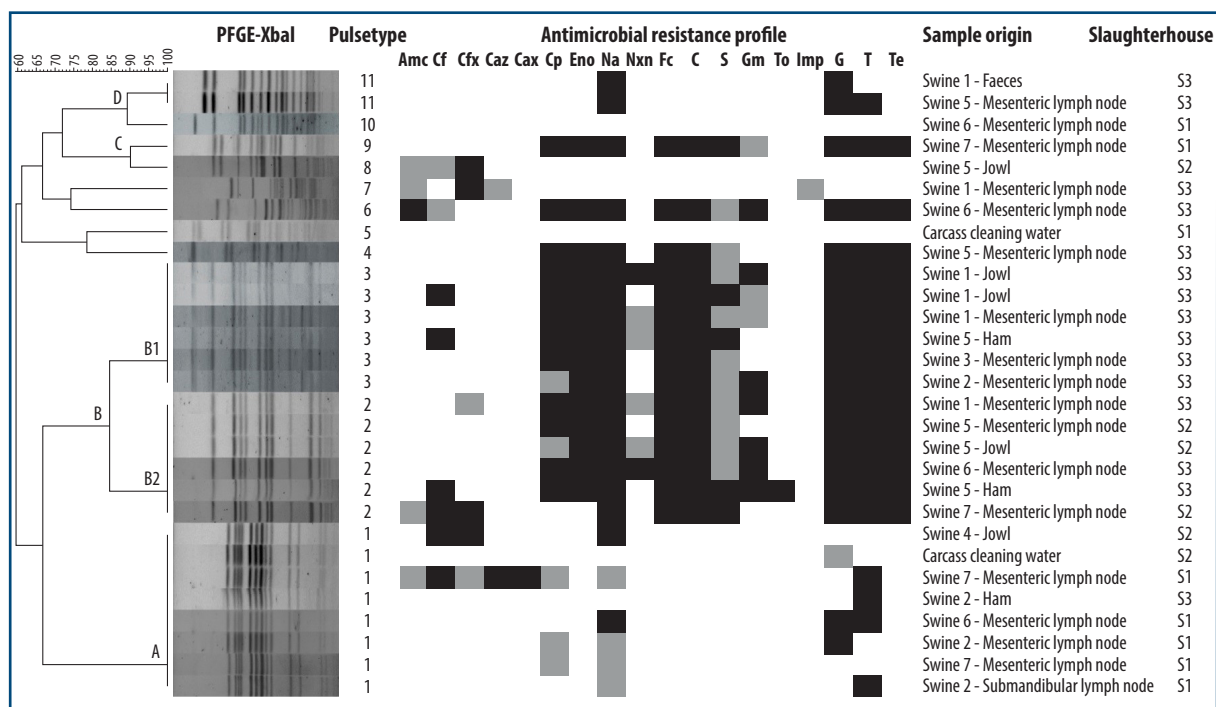 PFGE-XbaI Pulsetype Antimicrobial resistance profile Sample origin Slaughterhouse
60 65 70 75 80 85 90 95 100
Amc Cf Cfx Caz Cax Cp Eno Na Nxn Fc C S Gm To Imp G T Te
11 Swine 1 - Faeces S3
D
11 Swine 5 - Mesenteric lymph node S3
10 Swine 6 - Mesenteric lymph node S1
C
9 Swine 7 - Mesenteric lymph node S1
8 Swine 5 - Jowl S2
7 Swine 1 - Mesenteric lymph node S3
6 Swine 6 - Mesenteric lymph node S3
5 Carcass cleaning water S1
4 Swine 5 - Mesenteric lymph node S3
3 Swine 1 - Jowl S3
3 Swine 1 - Jowl S3
3 Swine 1 - Mesenteric lymph node S3
3 Swine 5 - Ham S3
B1
3 Swine 3 - Mesenteric lymph node S3
3 Swine 2 - Mesenteric lymph node S3
2 Swine 1 - Mesenteric lymph node S3
B
2 Swine 5 - Mesenteric lymph node S2
2 Swine 5 - Jowl S2
2 Swine 6 - Mesenteric lymph node S3
B2
2 Swine 5 - Ham S3
2 Swine 7 - Mesenteric lymph node S2
1 Swine 4 - Jowl S2
1 Carcass cleaning water S2
1 Swine 7 - Mesenteric lymph node S1
1 Swine 2 - Ham S3
1 Swine 6 - Mesenteric lymph node S1
1 Swine 2 - Mesenteric lymph node S1
A
1 Swine 7 - Mesenteric lymph node S1
1 Swine 2 - Submandibular lymph node S1